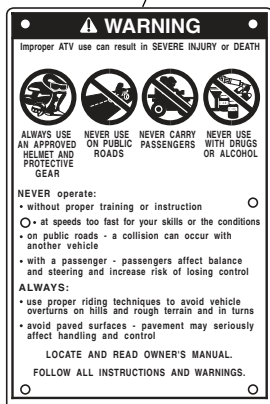 WARNING
Improper ATV use can result in SEVERE INJURY or DEATH
ALWAYS USE
AN APPROVED
HELMET AND
PROTECTIVE
GEAR
NEVER USE
ON PUBLIC
ROADS
NEVER CARRY
PASSENGERS
NEVER USE
WITH DRUGS
OR ALCOHOL
NEVER operate:
• without proper training or instruction
• at speeds too fast for your skills or the conditions
• on public roads - a collision can occur with
another vehicle
• with a passenger - passengers affect balance
and steering and increase risk of losing control
ALWAYS:
• use proper riding techniques to avoid vehicle
overturns on hills and rough terrain and in turns
• avoid paved surfaces - pavement may seriously
affect handling and control
LOCATE AND READ OWNER'S MANUAL.
FOLLOW ALL INSTRUCTIONS AND WARNINGS.